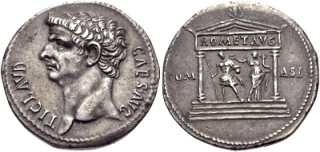 TI CLAVD
CAES AVG
ROM ET AVG
COM
ASI